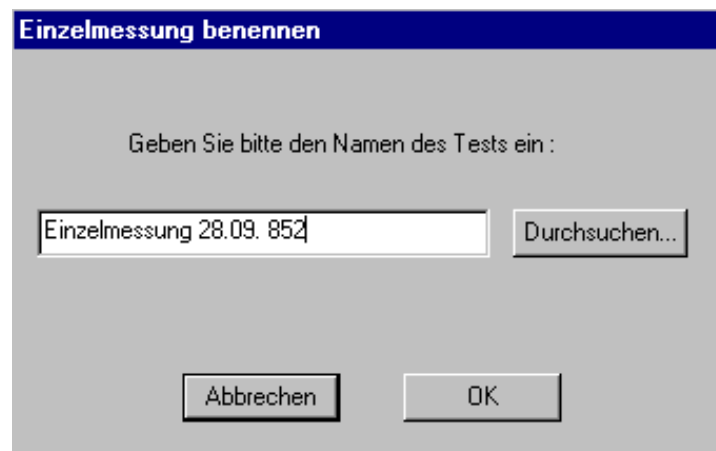 Einzelmessung benennen
Geben Sie bitte den Namen des Tests ein :
Einzelmessung 28.09. 852
Durchsuchen...
Abbrechen
OK